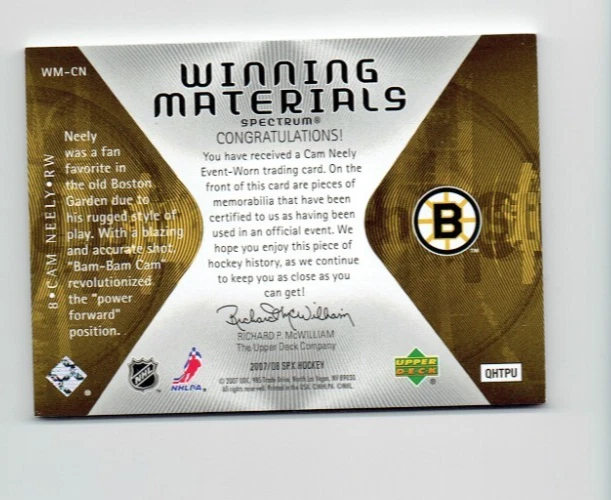 WM-CN
WINNING
MATERIALS
SPECTRUM®
CONGRATULATIONS!
You have received a Cam Neely
Event-Worn trading card. On the
front of this card are pieces of
memorabilia that have been
certified to us as having been
used in an official event. We
hope you enjoy this piece of
hockey history, as we continue
to keep you as close as you
can get!
Richard McWilliam
RICHARD P. McWILLIAM
The Upper Deck Company
2007/08 SPX HOCKEY
8•CAM NEELY•RW
Neely
was a fan
favorite in
the old Boston
Garden due to
his rugged style of
play. With a blazing
and accurate shot,
"Bam-Bam Cam"
revolutionized
the "power
forward"
position.
B
NHL
NHLPA
UPPER
DECK
QHTPU